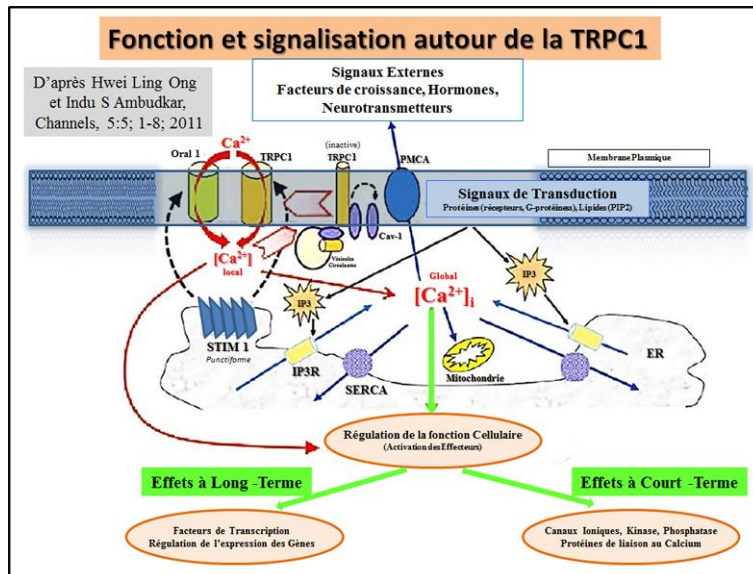 Fonction et signalisation autour de la TRPC1
D'après Hwei Ling Ong
et Indu S Ambudkar,
Channels, 5:5; 1-8; 2011
Signaux Externes
Facteurs de croissance, Hormones,
Neurotransmetteurs
Ca²⁺
Oral 1
TRPC1
(inactive)
TRPC1
PMCA
Membrane Plasmique
Signaux de Transduction
Protéines (récepteurs, G-protéines), Lipides (PIP2)
Cav-1
[Ca²⁺]
local
Vésicules
Circulantes
Global
[Ca²⁺]i
IP3
IP3
STIM 1
Punctiforme
IP3R
SERCA
Mitochondrie
ER
Régulation de la fonction Cellulaire
(Activation des Effecteurs)
Effets à Long -Terme
Effets à Court -Terme
Facteurs de Transcription
Régulation de l'expression des Gènes
Canaux Ioniques, Kinase, Phosphatase
Protéines de liaison au Calcium